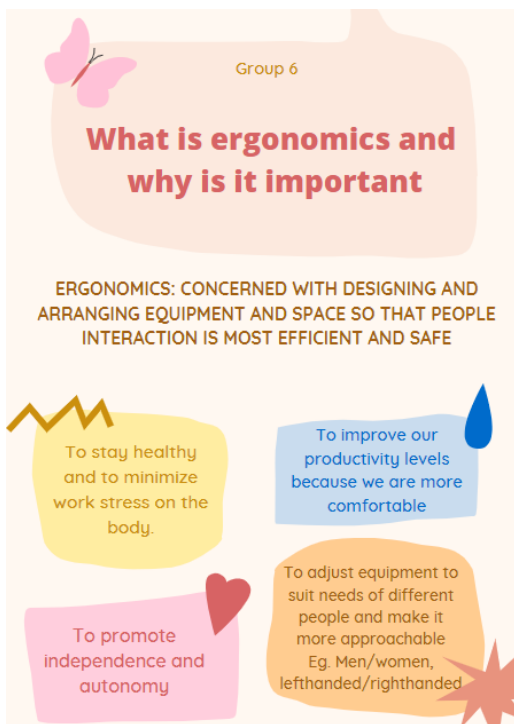 Group 6
What is ergonomics and
why is it important
ERGONOMICS: CONCERNED WITH DESIGNING AND
ARRANGING EQUIPMENT AND SPACE SO THAT PEOPLE
INTERACTION IS MOST EFFICIENT AND SAFE
To stay healthy
and to minimize
work stress on the
body.
To improve our
productivity levels
because we are more
comfortable
To promote
independence and
autonomy
To adjust equipment to
suit needs of different
people and make it
more approachable
Eg. Men/women,
lefthanded/righthanded